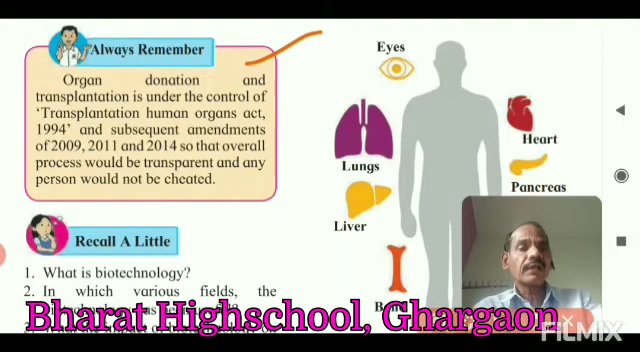 Always Remember
Organ donation and
transplantation is under the control of
‘Transplantation human organs act,
1994’ and subsequent amendments
of 2009, 2011 and 2014 so that overall
process would be transparent and any
person would not be cheated.
Recall A Little
1. What is biotechnology?
2. In which various fields, the
Eyes
Lungs
Heart
Pancreas
Liver
Bharat Highschool, Ghargaon
FILMIX